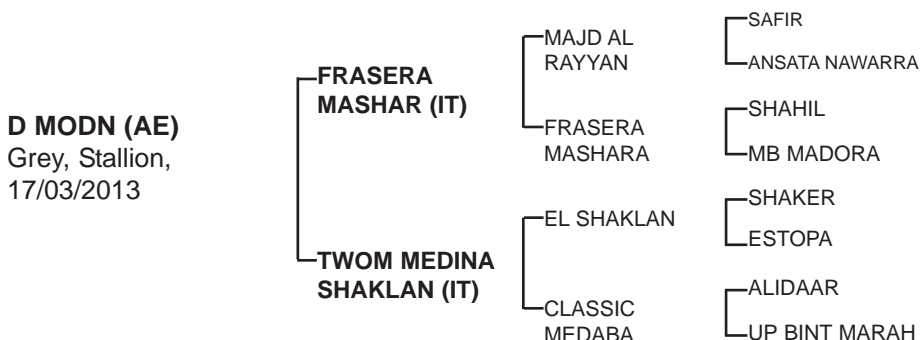 D MODN (AE)
Grey, Stallion,
17/03/2013
FRASERA
MASHAR (IT)
TWOM MEDINA
SHAKLAN (IT)
MAJD AL
RAYYAN
FRASERA
MASHARA
EL SHAKLAN
CLASSIC
MEDABA
SAFIR
ANSATA NAWARRA
SHAHIL
MB MADORA
SHAKER
ESTOPA
ALIDAAR
UP BINT MARAH